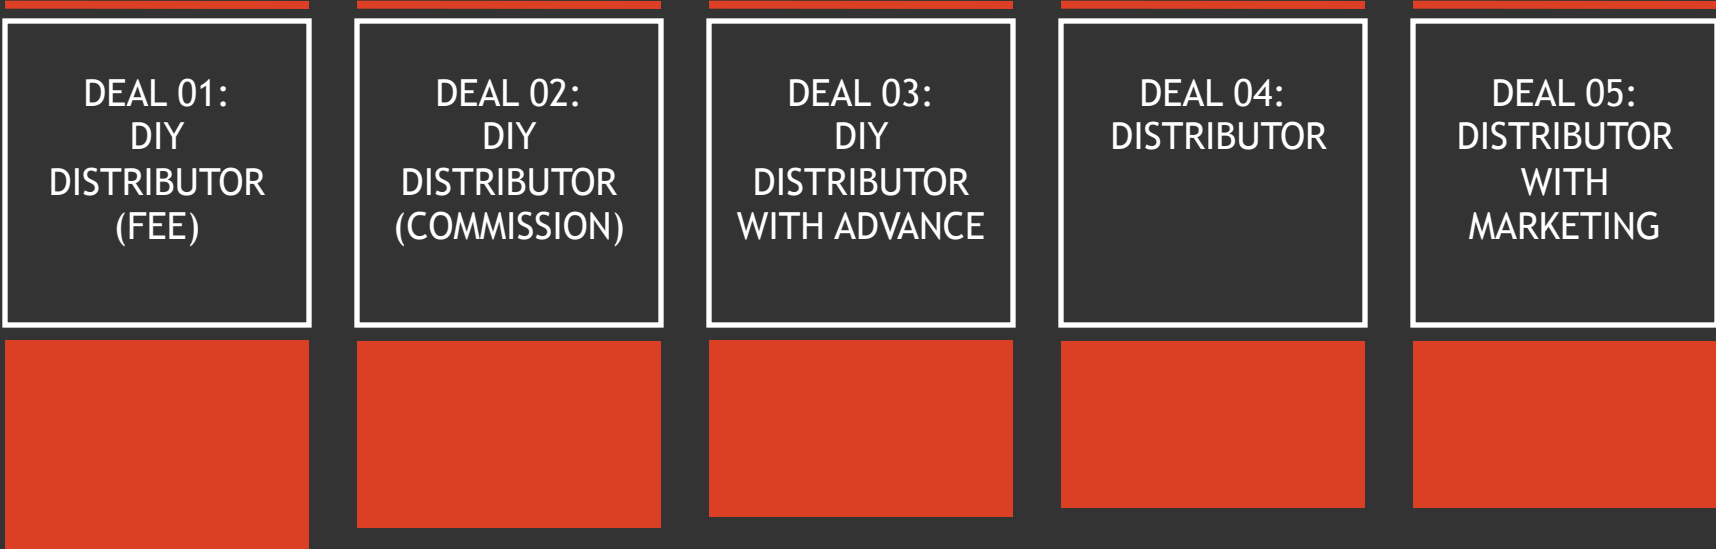 DEAL 01:
DIY
DISTRIBUTOR
(FEE)
DEAL 02:
DIY
DISTRIBUTOR
(COMMISSION)
DEAL 03:
DIY
DISTRIBUTOR
WITH ADVANCE
DEAL 04:
DISTRIBUTOR
DEAL 05:
DISTRIBUTOR
WITH
MARKETING